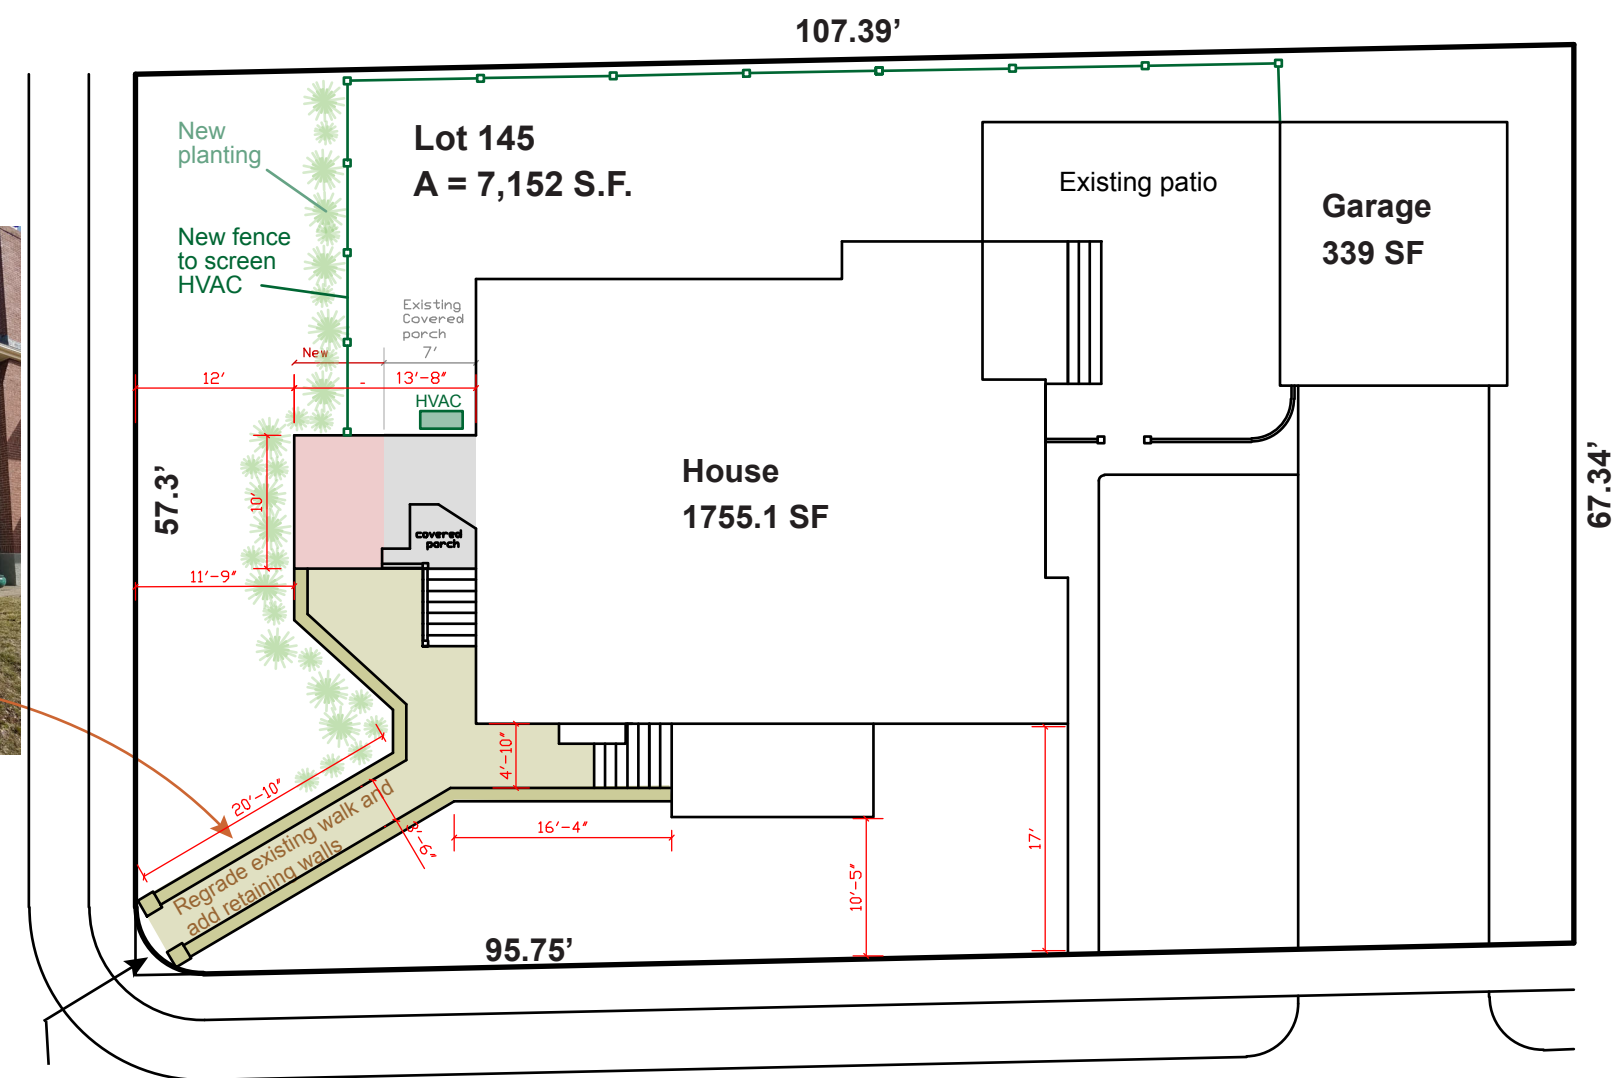 107.39’
New
planting
Lot 145
A = 7,152 S.F.
Existing patio
Garage
339 SF
New fence
to screen
HVAC
Existing
Covered
porch
New
7’
12’
13’-8"
HVAC
57.3’
10’
House
1755.1 SF
67.34’
covered
porch
11’-9"
4’-10"
20’-10"
Regrade existing walk and
add retaining walls
3’-6"
16’-4"
17’
10’-5"
95.75’